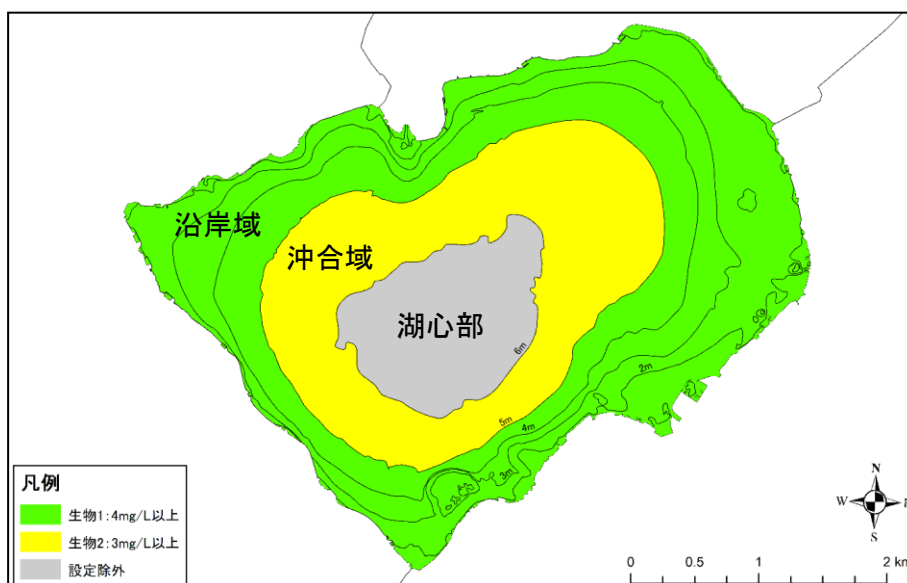 沿岸域
沖合域
湖心部
6m
2m
5m
4m
3m
凡例
生物1:4mg/L以上
生物2:3mg/L以上
設定除外
N
W
S
0 0.5 1 2 km